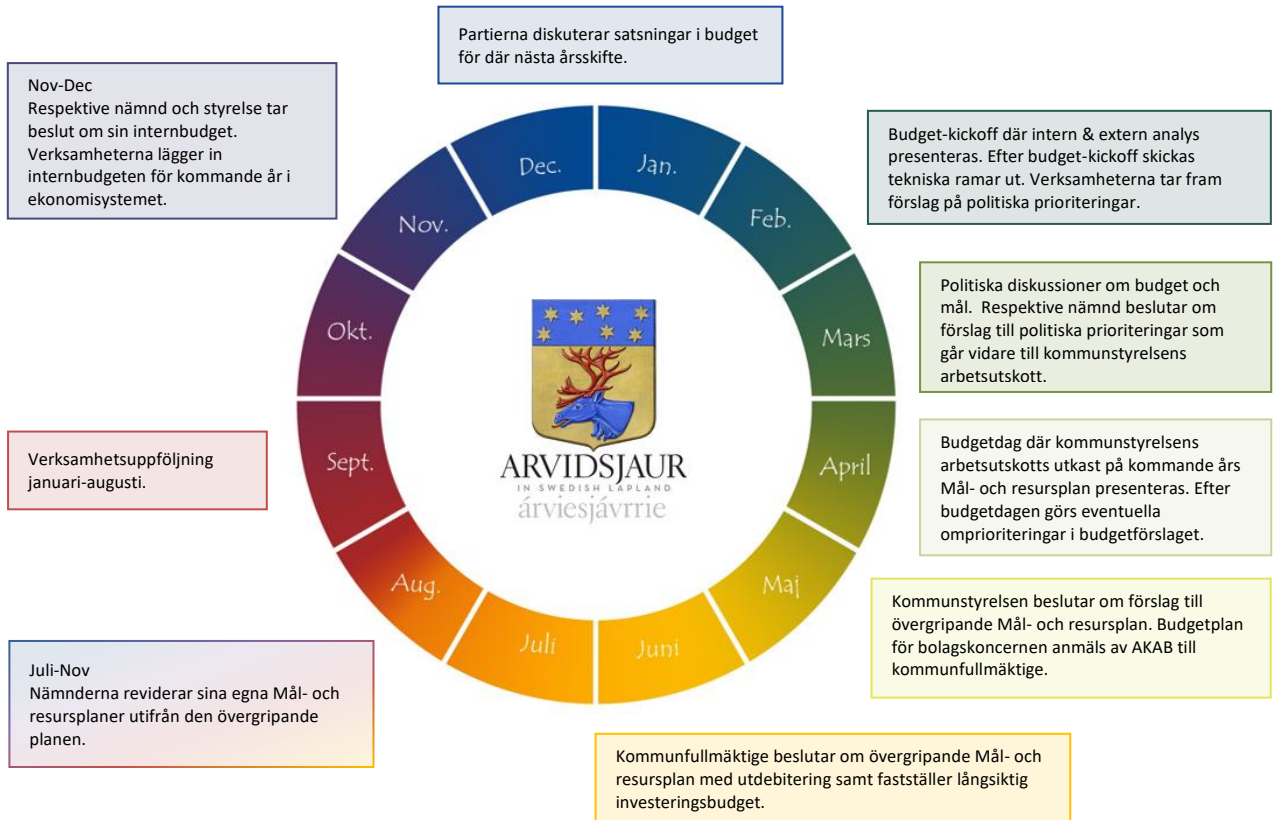 Partierna diskuterar satsningar i budget
för där nästa årsskifte.
Nov-Dec
Respektive nämnd och styrelse tar
beslut om sin internbudget.
Verksamheterna lägger in
internbudgeten för kommande år i
ekonomisystemet.
Budget-kickoff där intern & extern analys
presenteras. Efter budget-kickoff skickas
tekniska ramar ut. Verksamheterna tar fram
förslag på politiska prioriteringar.
Politiska diskussioner om budget och
mål.  Respektive nämnd beslutar om
förslag till politiska prioriteringar som
går vidare till kommunstyrelsens
arbetsutskott.
Budgetdag där kommunstyrelsens
arbetsutskotts utkast på kommande års
Mål- och resursplan presenteras. Efter
budgetdagen görs eventuella
omprioriteringar i budgetförslaget.
Kommunstyrelsen beslutar om förslag till
övergripande Mål- och resursplan. Budgetplan
för bolagskoncernen anmäls av AKAB till
kommunfullmäktige.
Kommunfullmäktige beslutar om övergripande Mål- och
resursplan med utdebitering samt fastställer långsiktig
investeringsbudget.
Juli-Nov
Nämnderna reviderar sina egna Mål- och
resursplaner utifrån den övergripande
planen.
Verksamhetsuppföljning
januari-augusti.
Jan.
Feb.
Mars
April
Maj
Juni
Juli
Aug.
Sept.
Okt.
Nov.
Dec.
ARVIDSJAUR
IN SWEDISH LAPLAND
árviesjávrrie